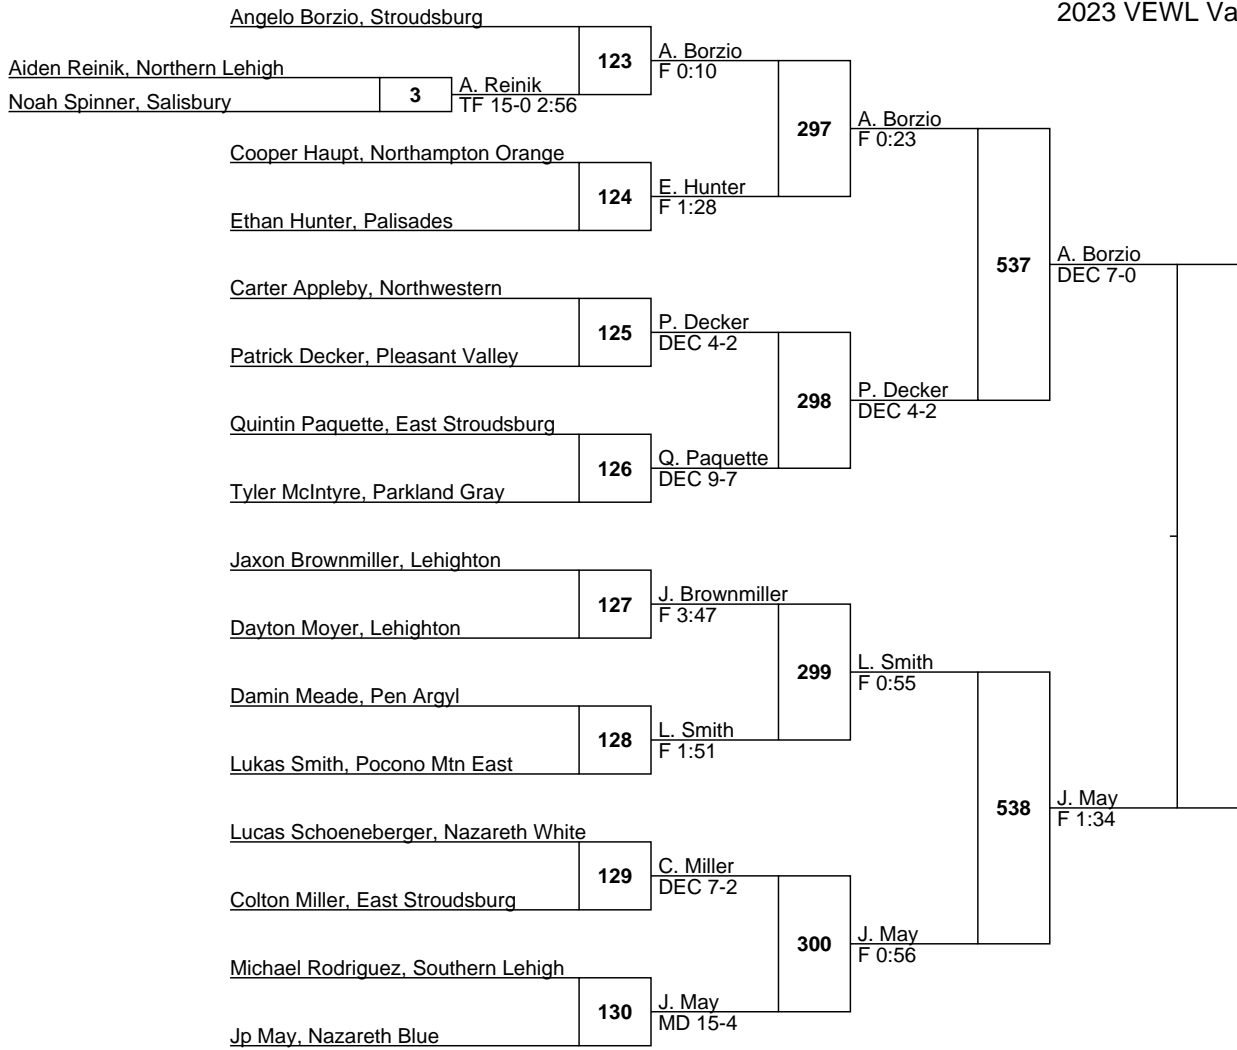 2023 VEWL Va
Angelo Borzio, Stroudsburg
123
A. Borzio
F 0:10
Aiden Reinik, Northern Lehigh
Noah Spinner, Salisbury
3
A. Reinik
TF 15-0 2:56
297
A. Borzio
F 0:23
Cooper Haupt, Northampton Orange
124
E. Hunter
F 1:28
Ethan Hunter, Palisades
537
A. Borzio
DEC 7-0
Carter Appleby, Northwestern
125
P. Decker
DEC 4-2
Patrick Decker, Pleasant Valley
298
P. Decker
DEC 4-2
Quintin Paquette, East Stroudsburg
126
Q. Paquette
DEC 9-7
Tyler McIntyre, Parkland Gray
Jaxon Brownmiller, Lehighton
127
J. Brownmiller
F 3:47
Dayton Moyer, Lehighton
299
L. Smith
F 0:55
Damin Meade, Pen Argyl
128
L. Smith
F 1:51
Lukas Smith, Pocono Mtn East
538
J. May
F 1:34
Lucas Schoeneberger, Nazareth White
129
C. Miller
DEC 7-2
Colton Miller, East Stroudsburg
300
J. May
F 0:56
Michael Rodriguez, Southern Lehigh
130
J. May
MD 15-4
Jp May, Nazareth Blue